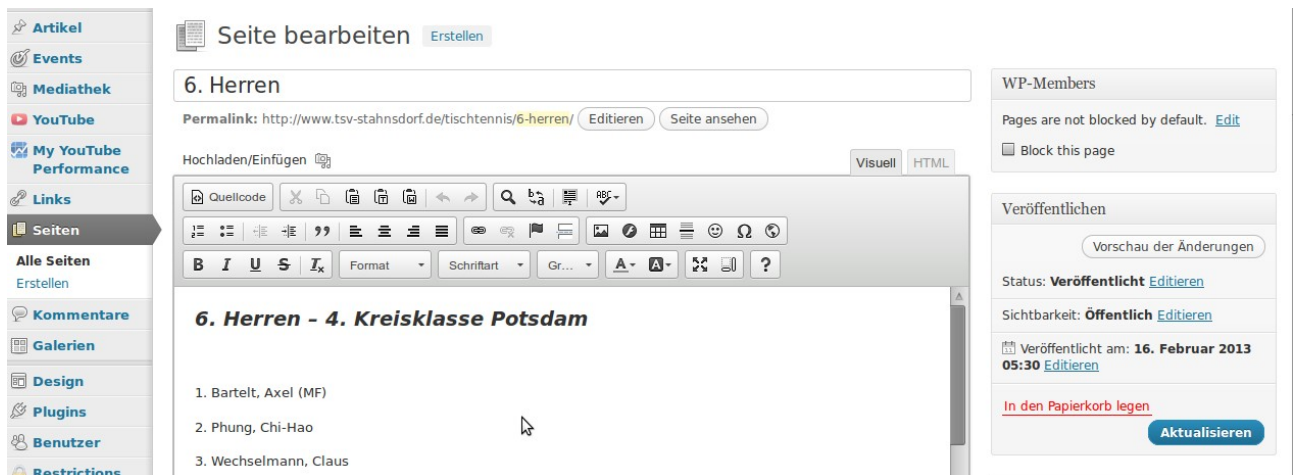 Artikel
Events
Mediathek
YouTube
My YouTube
Performance
Links
Seiten
Alle Seiten
Erstellen
Kommentare
Galerien
Design
Plugins
Benutzer
Restrictions
Seite bearbeiten Erstellen
6. Herren
Permalink: http://www.tsv-stahnsdorf.de/tischtennis/6-herren/ Editieren Seite ansehen
Hochladen/Einfügen
Visuell HTML
Quellcode
ABC
B I U S Ix Format Schriftart Gr... A A ?
6. Herren – 4. Kreisklasse Potsdam
1. Bartelt, Axel (MF)
2. Phung, Chi-Hao
3. Wechselmann, Claus
WP-Members
Pages are not blocked by default. Edit
Block this page
Veröffentlichen
Vorschau der Änderungen
Status: Veröffentlicht Editieren
Sichtbarkeit: Öffentlich Editieren
Veröffentlicht am: 16. Februar 2013
05:30 Editieren
In den Papierkorb legen
Aktualisieren